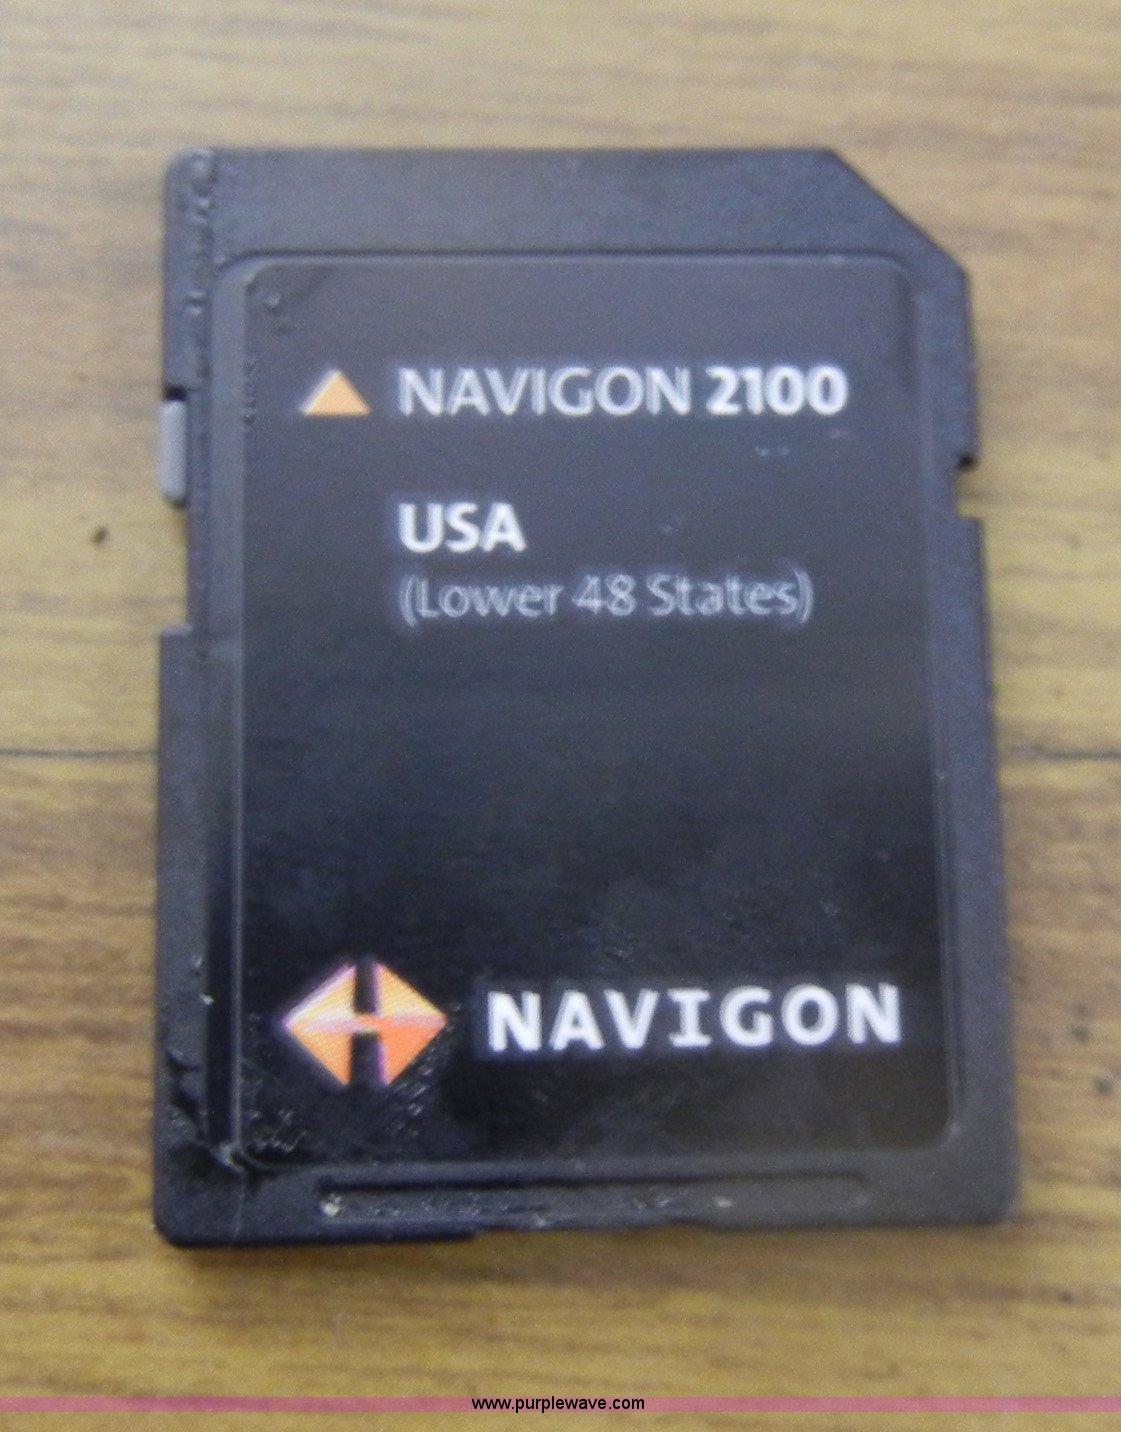 NAVIGON 2100
USA
(Lower 48 States)
NAVIGON
www.purplewave.com